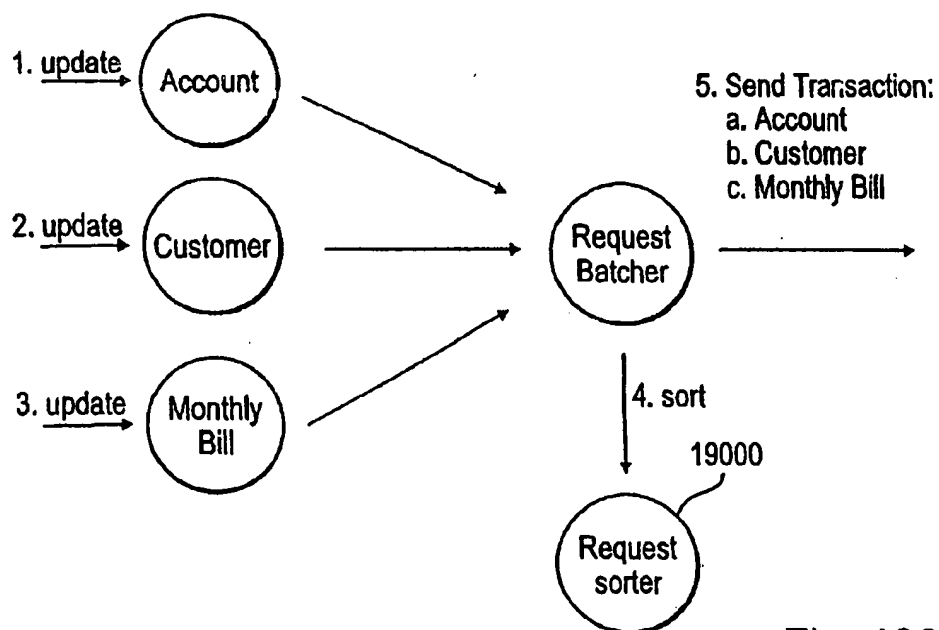 1. update
Account
5. Send Transaction:
a. Account
b. Customer
c. Monthly Bill
2. update
Customer
Request
Batcher
3. update
Monthly
Bill
4. sort
19000
Request
sorter